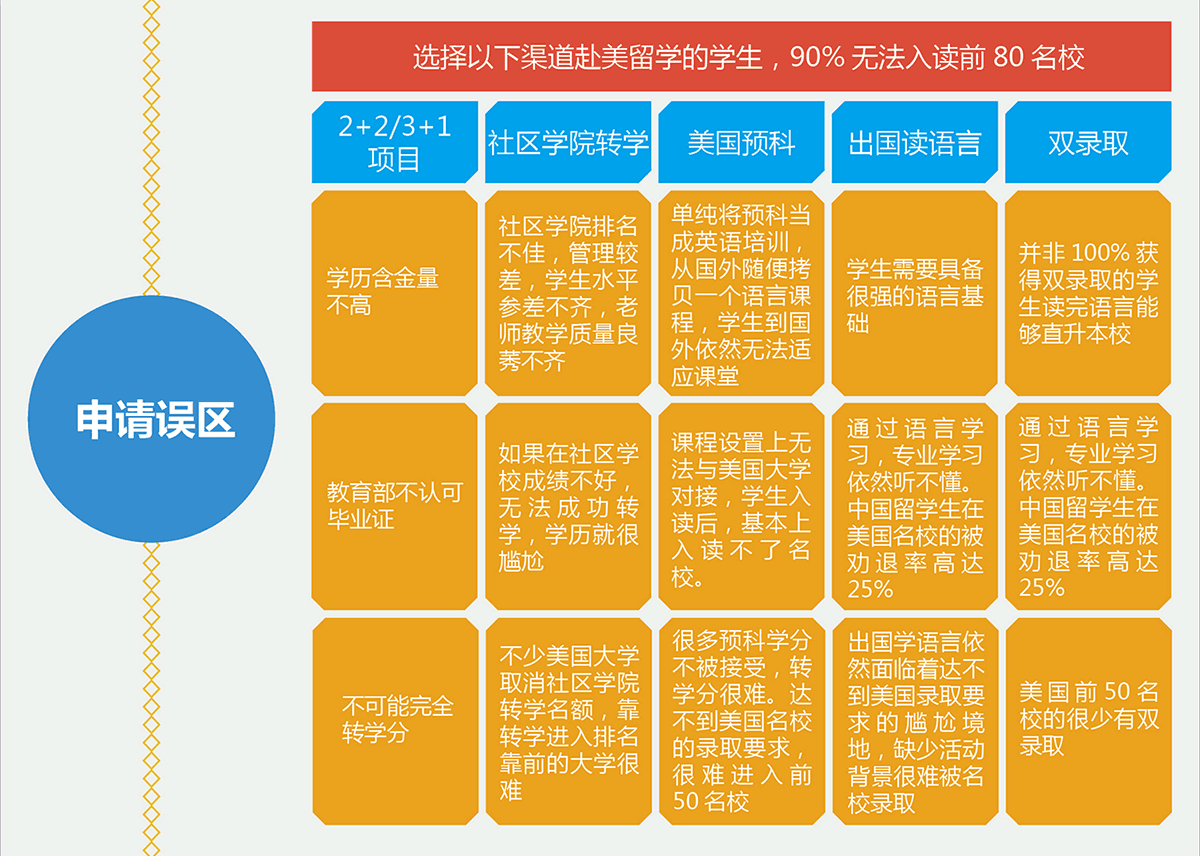 选择以下渠道赴美留学的学生，90% 无法入读前 80 名校
2+2/3+1
项目
社区学院转学
美国预科
出国读语言
双录取
学历含金量
不高
社区学院排名
不佳，管理较
差，学生水平
参差不齐，老
师教学质量良
莠不齐
单纯将预科当
成英语培训，
从国外随便拷
贝一个语言课
程，学生到国
外依然无法适
应课堂
学生需要具备
很强的语言基
础
并非 100% 获
得双录取的学
生读完语言能
够直升本校
申请误区
教育部不认可
毕业证
如果在社区学
校成绩不好，
无法成功转
学，学历就很
尴尬
课程设置上无
法与美国大学
对接，学生入
读后，基本上
入读不了名
校。
通过语言学
习，专业学习
依然听不懂。
中国留学生在
美国名校的被
劝退率高达
25%
通过语言学
习，专业学习
依然听不懂。
中国留学生在
美国名校的被
劝退率高达
25%
不可能完全
转学分
不少美国大学
取消社区学院
转学名额，靠
转学进入排名
靠前的大学很
难
很多预科学分
不被接受，转
学分很难。达
不到美国名校
的录取要求，
很难进入前
50 名校
出国学语言依
然面临着达不
到美国录取要
求的尴尬境
地，缺少活动
背景很难被名
校录取
美国前 50 名
校的很少有双
录取